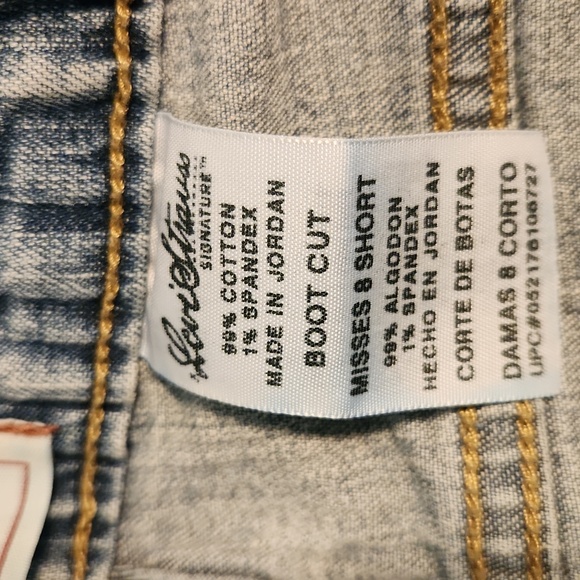 Levi Strauss
SIGNATURE™
99% COTTON
1% SPANDEX
MADE IN JORDAN
BOOT CUT
MISSES 8 SHORT
99% ALGODON
1% SPANDEX
HECHO EN JORDAN
CORTE DE BOTAS
DAMAS 8 CORTO
UPC#052176106727